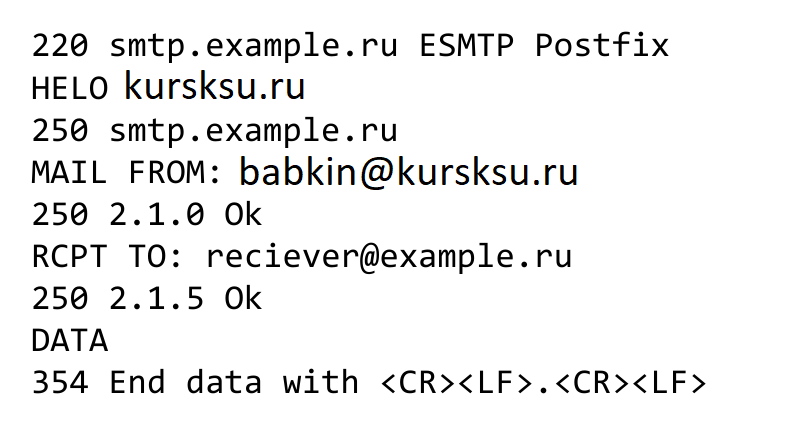 220 smtp.example.ru ESMTP Postfix
HELO kursksu.ru
250 smtp.example.ru
MAIL FROM: babkin@kursksu.ru
250 2.1.0 Ok
RCPT TO: reciever@example.ru
250 2.1.5 Ok
DATA
354 End data with <CR><LF>.<CR><LF>